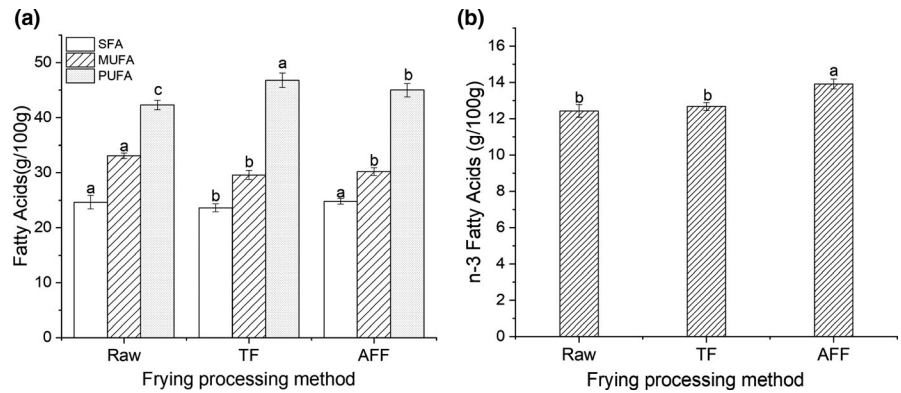 (a)
SFA
MUFA
PUFA
Fatty Acids(g/100g)
50
40
30
20
10
0
a
a
c
b
b
a
a
b
b
Raw
TF
AFF
Frying processing method
(b)
n-3 Fatty Acids (g/100g)
16
14
12
10
8
6
4
2
0
b
b
a
Raw
TF
AFF
Frying processing method